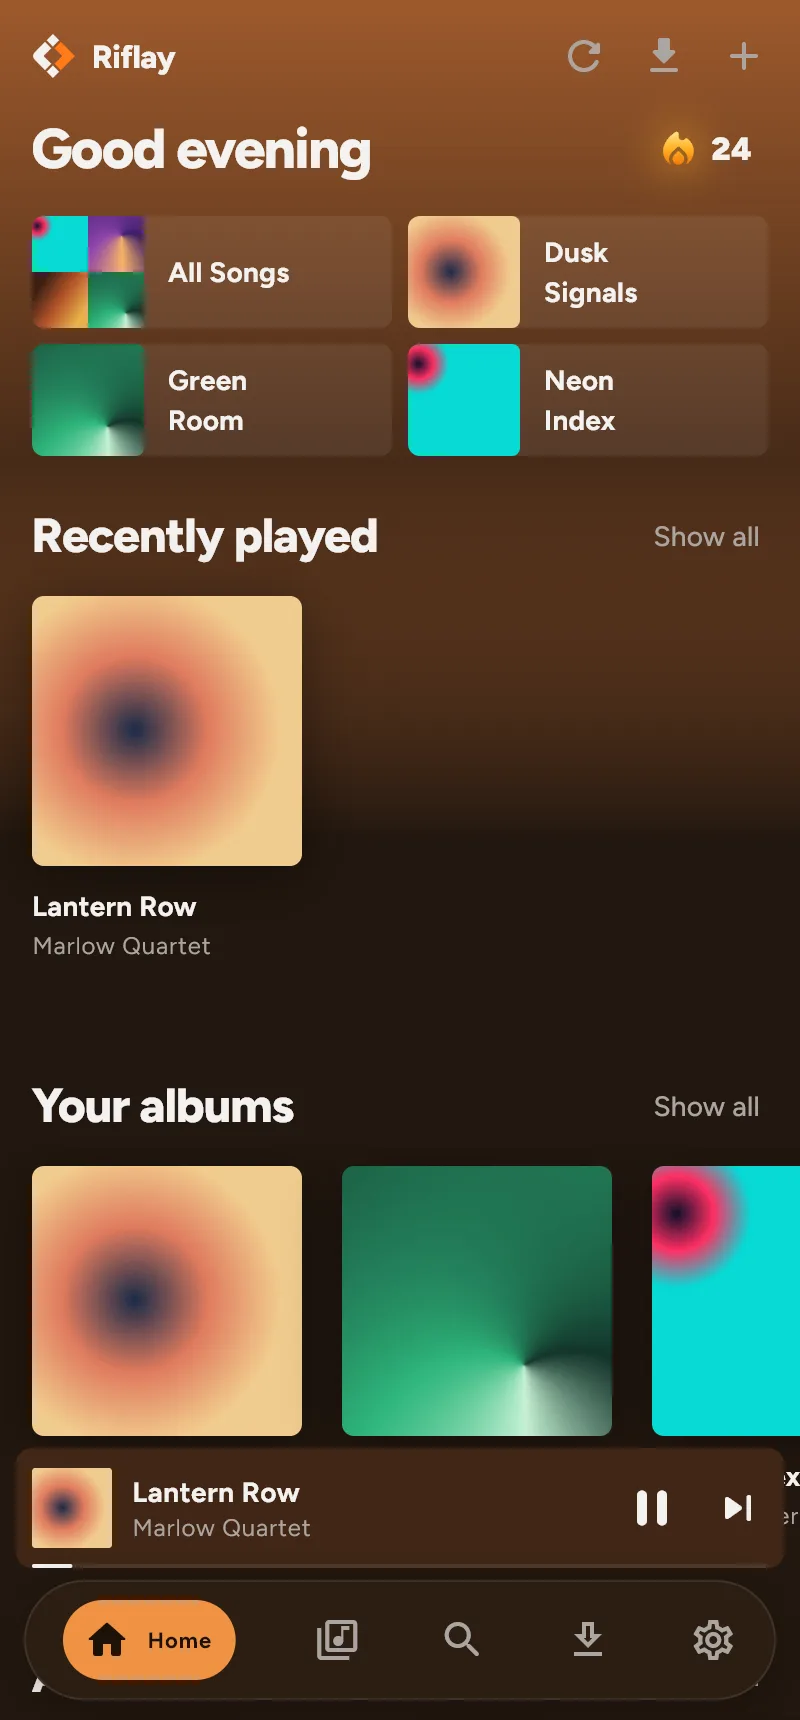 Riflay
Good evening
24
All Songs
Dusk
Signals
Green
Room
Neon
Index
Recently played
Show all
Lantern Row
Marlow Quartet
Your albums
Show all
Lantern Row
Marlow Quartet
Home